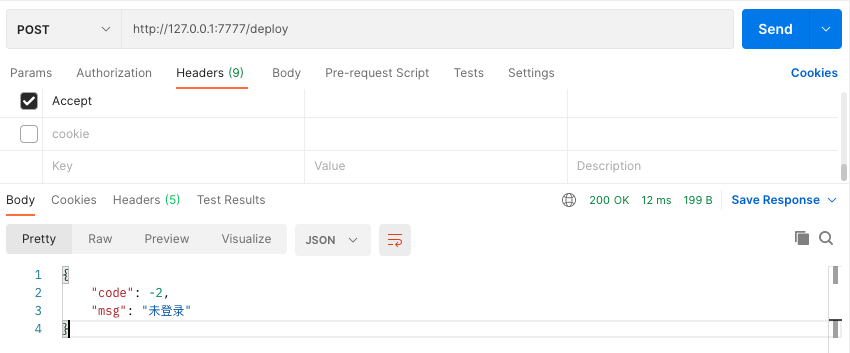 POST http://127.0.0.1:7777/deploy Send
Params Authorization Headers (9) Body Pre-request Script Tests Settings Cookies
Accept
cookie
Key Value Description
Body Cookies Headers (5) Test Results 200 OK 12 ms 199 B Save Response
Pretty Raw Preview Visualize JSON
1 {
2 "code": -2,
3 "msg": "未登录"
4 }